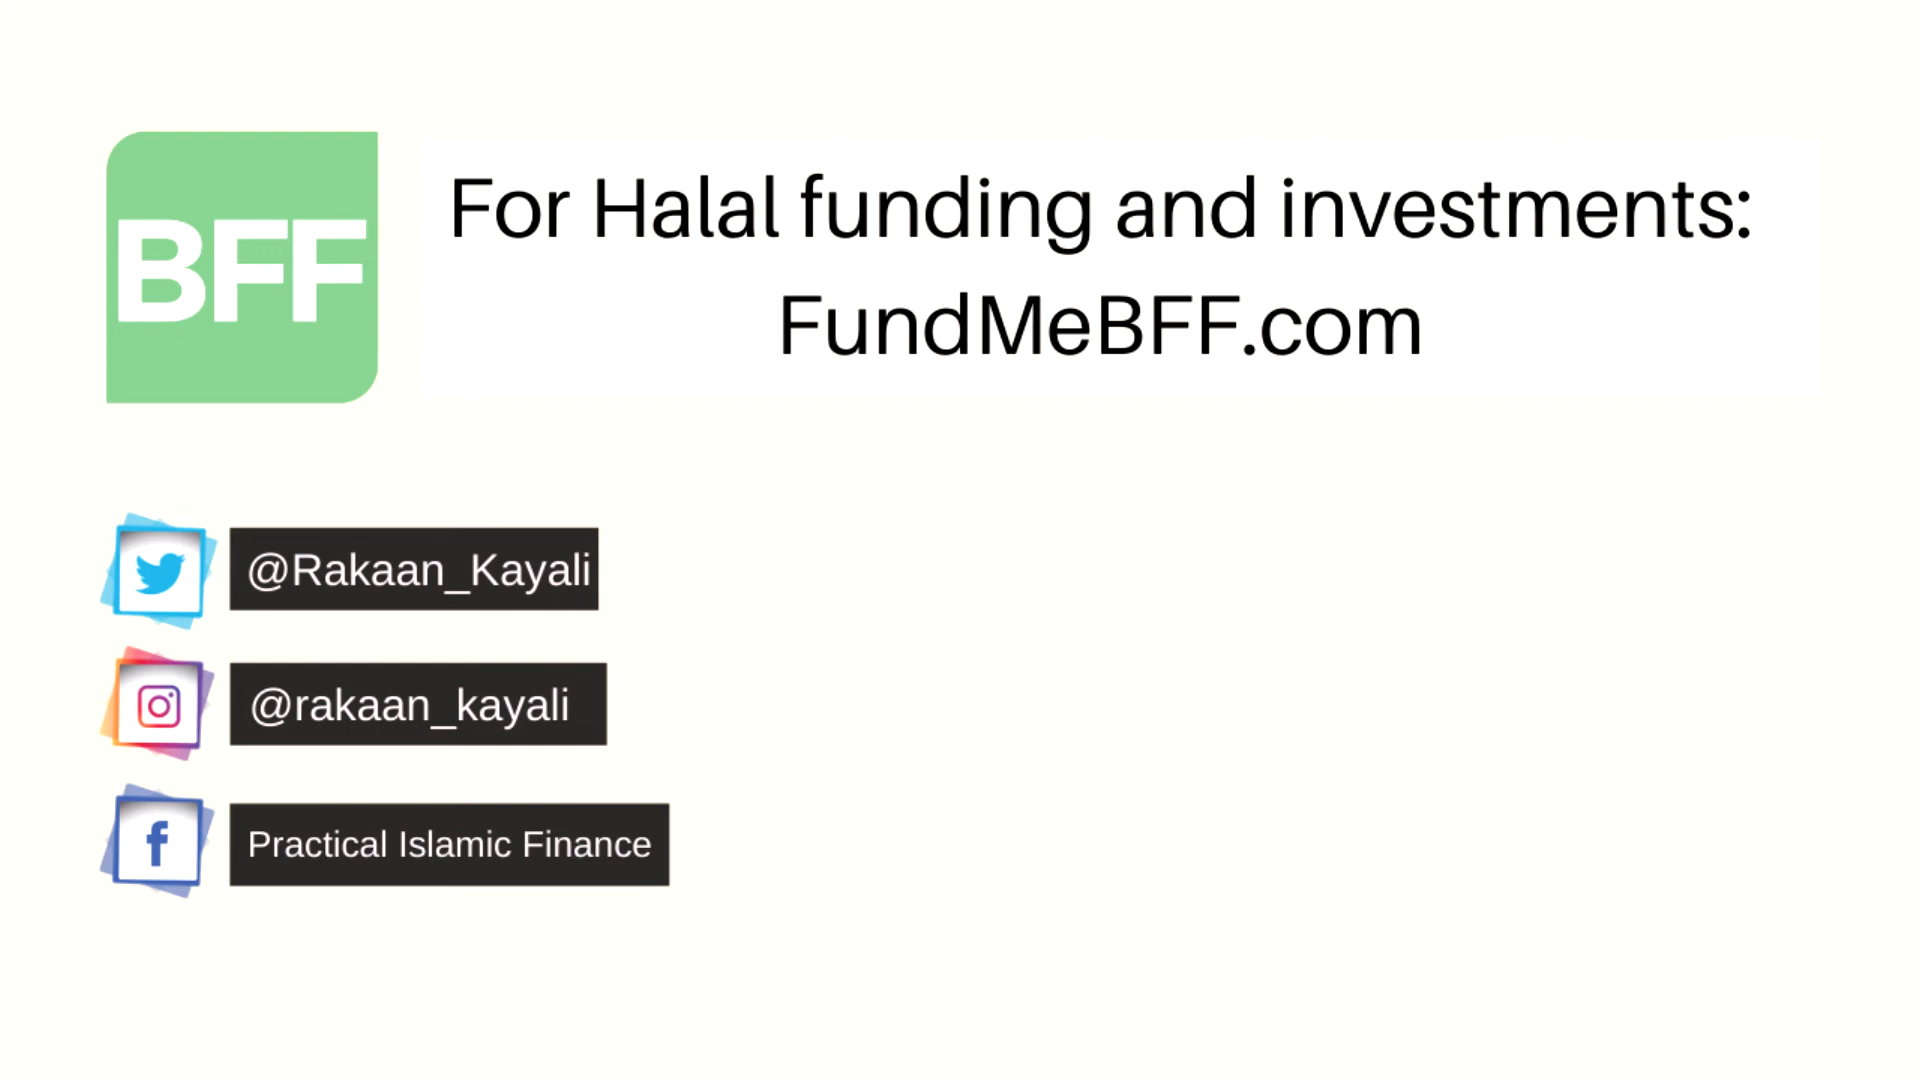 BFF
For Halal funding and investments:
FundMeBFF.com
@Rakaan_Kayali
@rakaan_kayali
Practical Islamic Finance